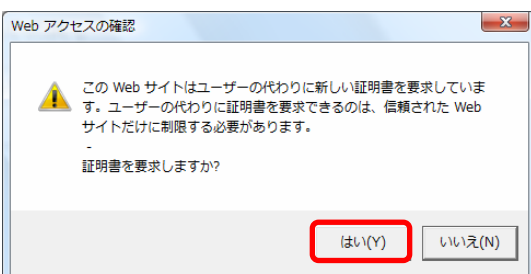 Web アクセスの確認
この Web サイトはユーザーの代わりに新しい証明書を要求していま
す。ユーザーの代わりに証明書を要求できるのは、信頼された Web
サイトだけに制限する必要があります。
-
証明書を要求しますか?
はい(Y)
いいえ(N)